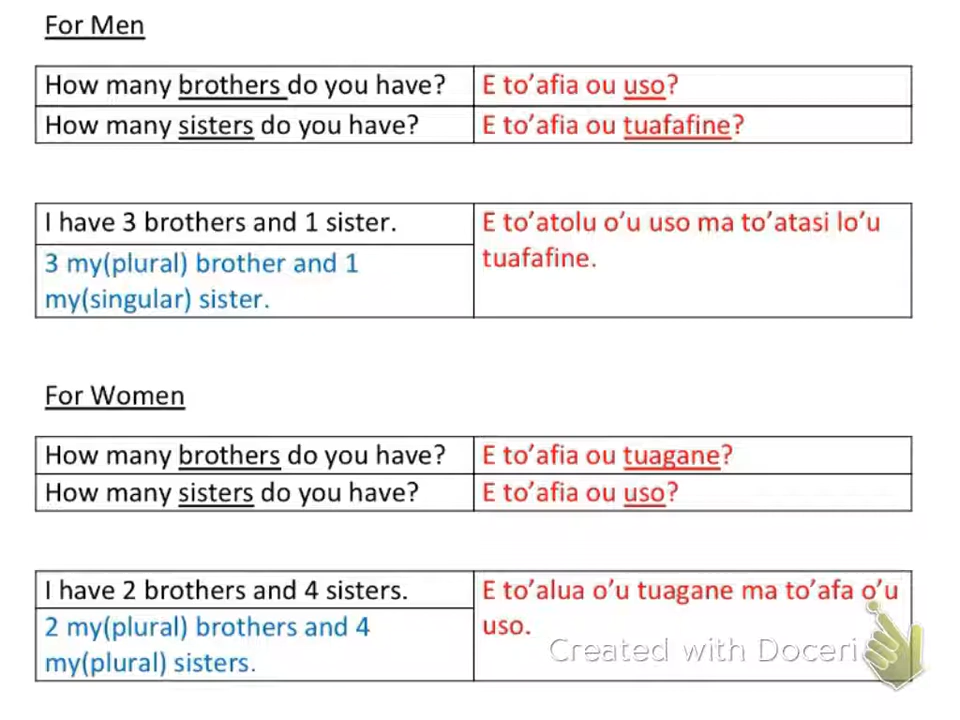 For Men
How many brothers do you have?
E to’afia ou uso?
How many sisters do you have?
E to’afia ou tuafafine?
I have 3 brothers and 1 sister.
3 my(plural) brother and 1
my(singular) sister.
E to’atolu o’u uso ma to’atasi lo’u
tuafafine.
For Women
How many brothers do you have?
E to’afia ou tuagane?
How many sisters do you have?
E to’afia ou uso?
I have 2 brothers and 4 sisters.
2 my(plural) brothers and 4
my(plural) sisters.
E to’alua o’u tuagane ma to’afa o’u
uso.
Created with Doceri